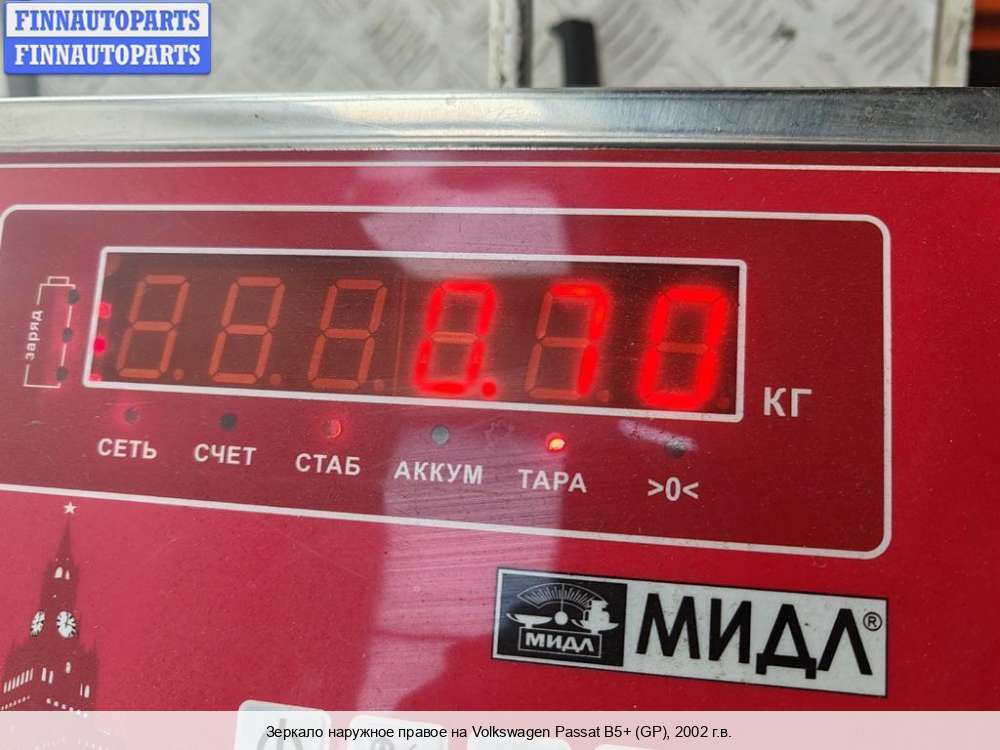 FINNAUTOPARTS
FINNAUTOPARTS
заряд
0.70
КГ
СЕТЬ СЧЕТ СТАБ АККУМ ТАРА >0<
МИДЛ МИДЛ®
Зеркало наружное правое на Volkswagen Passat B5+ (GP), 2002 г.в.